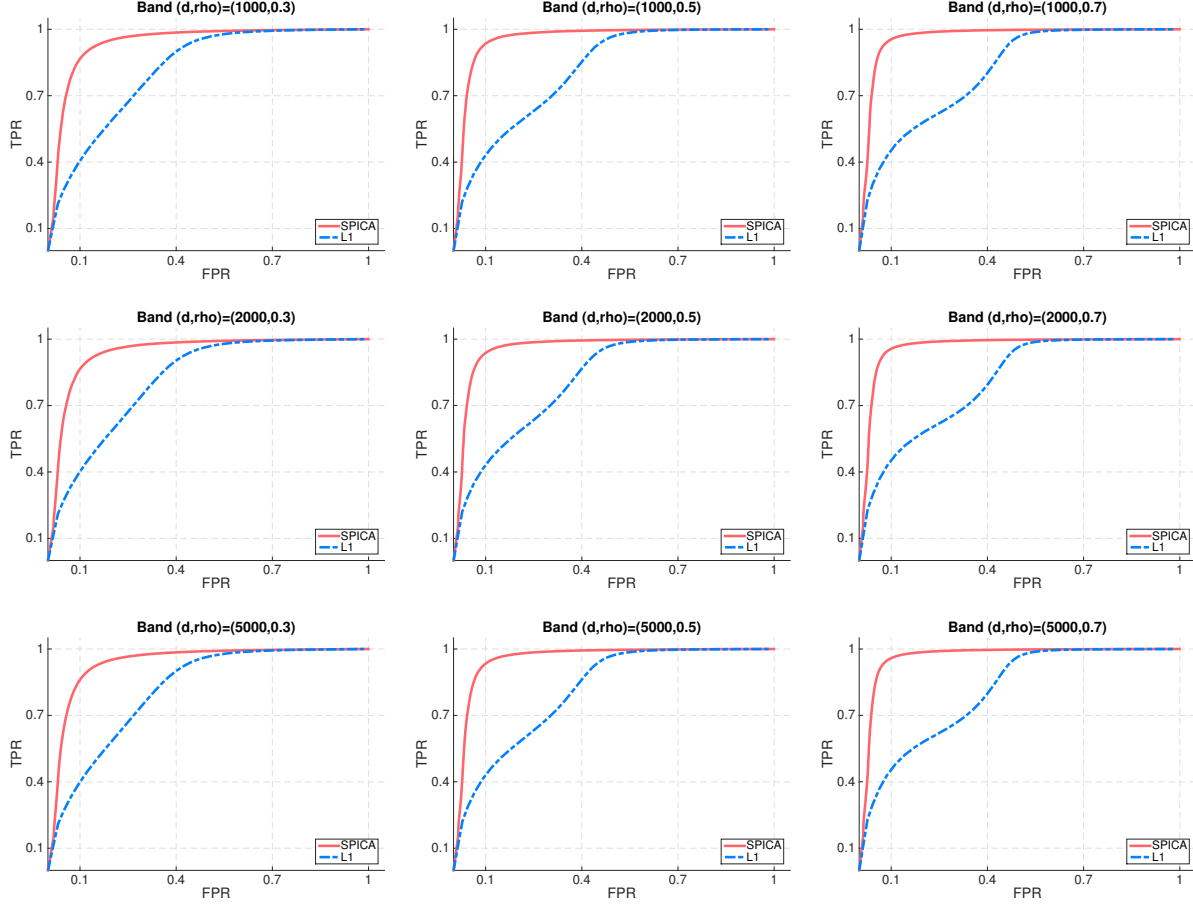 Band (d,rho)=(1000,0.3)
1
0.7
0.4
0.1
TPR
SPICA
L1
0.1 0.4 0.7 1
FPR
Band (d,rho)=(1000,0.5)
1
0.7
0.4
0.1
TPR
SPICA
L1
0.1 0.4 0.7 1
FPR
Band (d,rho)=(1000,0.7)
1
0.7
0.4
0.1
TPR
SPICA
L1
0.1 0.4 0.7 1
FPR
Band (d,rho)=(2000,0.3)
1
0.7
0.4
0.1
TPR
SPICA
L1
0.1 0.4 0.7 1
FPR
Band (d,rho)=(2000,0.5)
1
0.7
0.4
0.1
TPR
SPICA
L1
0.1 0.4 0.7 1
FPR
Band (d,rho)=(2000,0.7)
1
0.7
0.4
0.1
TPR
SPICA
L1
0.1 0.4 0.7 1
FPR
Band (d,rho)=(5000,0.3)
1
0.7
0.4
0.1
TPR
SPICA
L1
0.1 0.4 0.7 1
FPR
Band (d,rho)=(5000,0.5)
1
0.7
0.4
0.1
TPR
SPICA
L1
0.1 0.4 0.7 1
FPR
Band (d,rho)=(5000,0.7)
1
0.7
0.4
0.1
TPR
SPICA
L1
0.1 0.4 0.7 1
FPR